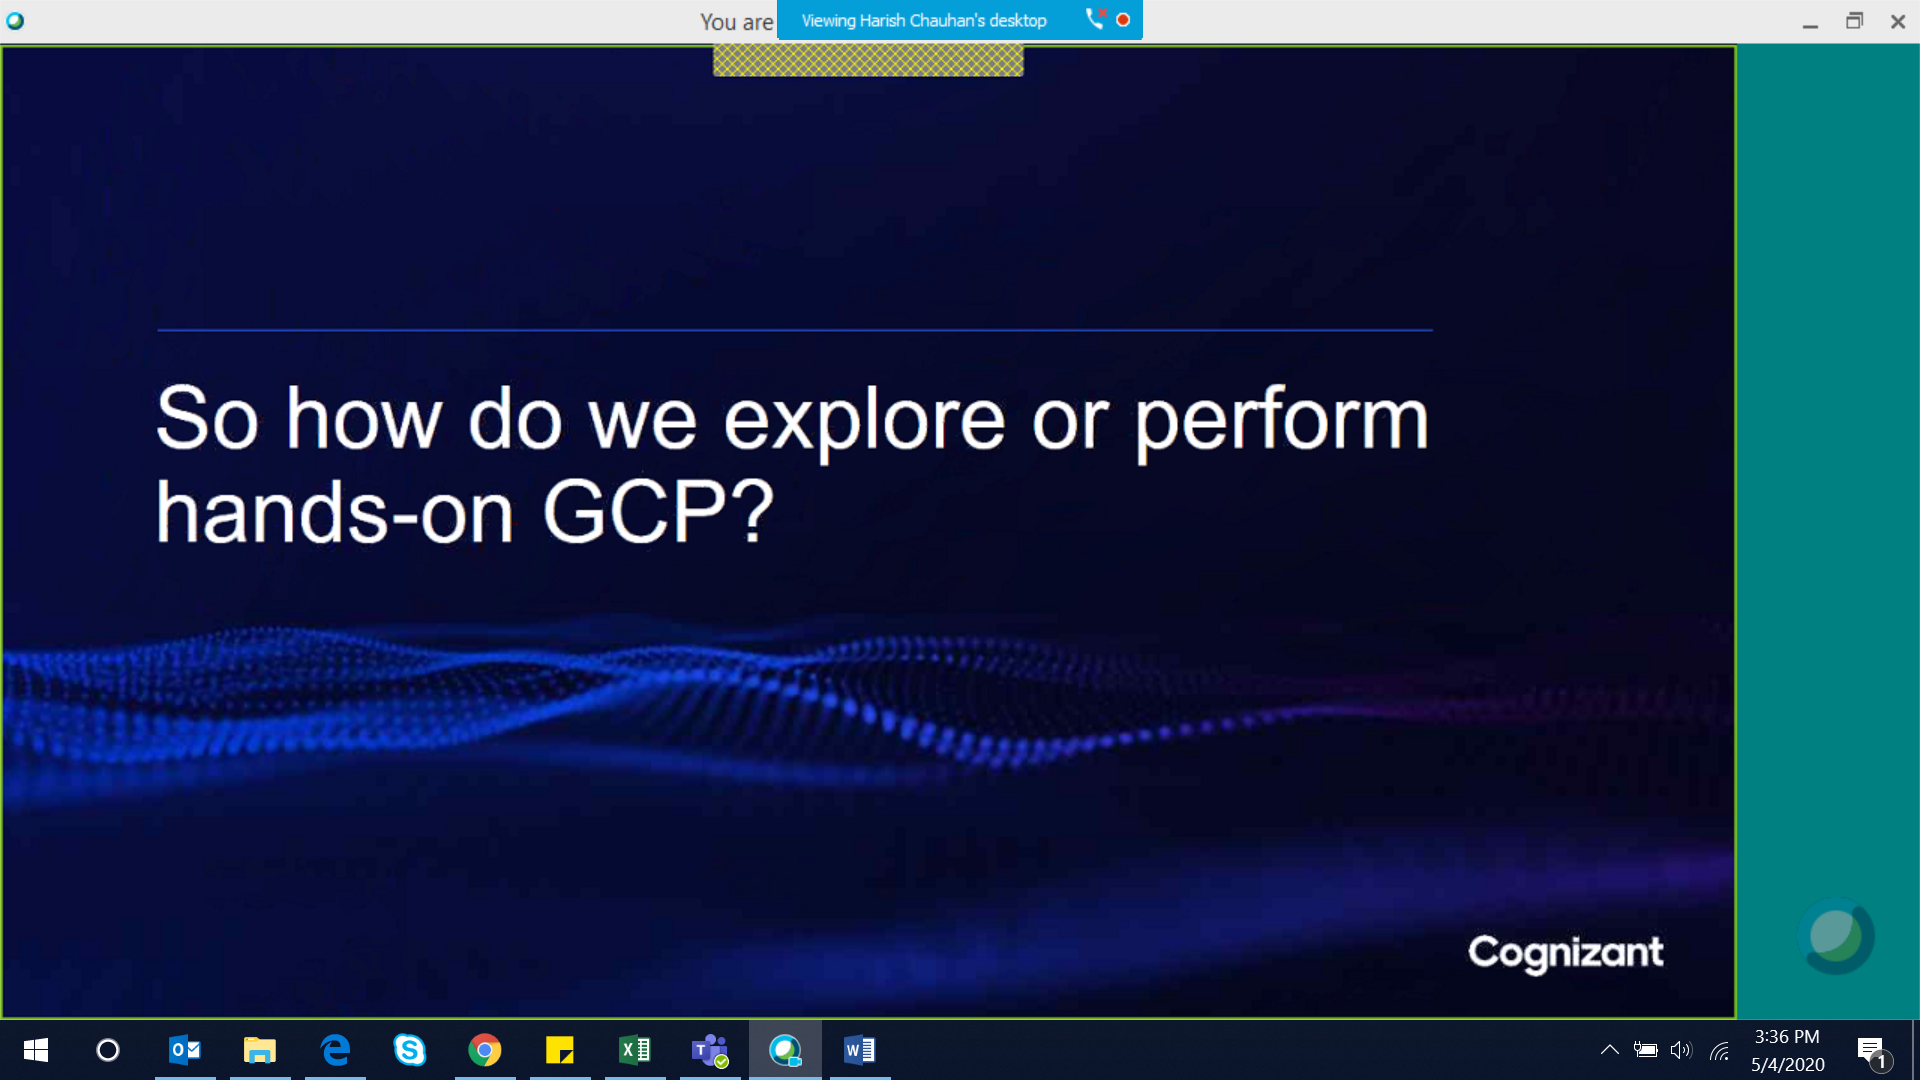 You are
Viewing Harish Chauhan's desktop
So how do we explore or perform
hands-on GCP?
Cognizant
3:36 PM
5/4/2020
1